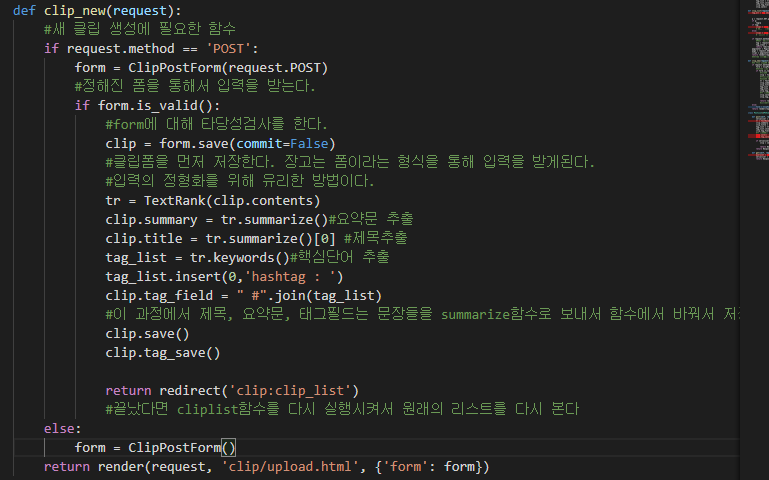 def clip_new(request):
    #새 클립 생성에 필요한 함수
    if request.method == 'POST':
        form = ClipPostForm(request.POST)
        #정해진 폼을 통해서 입력을 받는다.
        if form.is_valid():
            #form에 대해 타당성검사를 한다.
            clip = form.save(commit=False)
            #클립폼을 먼저 저장한다. 장고는 폼이라는 형식을 통해 입력을 받게된다.
            #입력의 정형화를 위해 유리한 방법이다.
            tr = TextRank(clip.contents)
            clip.summary = tr.summarize()#요약문 추출
            clip.title = tr.summarize()[0] #제목추출
            tag_list = tr.keywords()#핵심단어 추출
            tag_list.insert(0,'hashtag : ')
            clip.tag_field = " #".join(tag_list)
            #이 과정에서 제목, 요약문, 태그필드는 문장들을 summarize함수로 보내서 함수에서 바꿔서 저
            clip.save()
            clip.tag_save()

            return redirect('clip:clip_list')
            #끝났다면 cliplist함수를 다시 실행시켜서 원래의 리스트를 다시 본다
    else:
        form = ClipPostForm()
    return render(request, 'clip/upload.html', {'form': form})